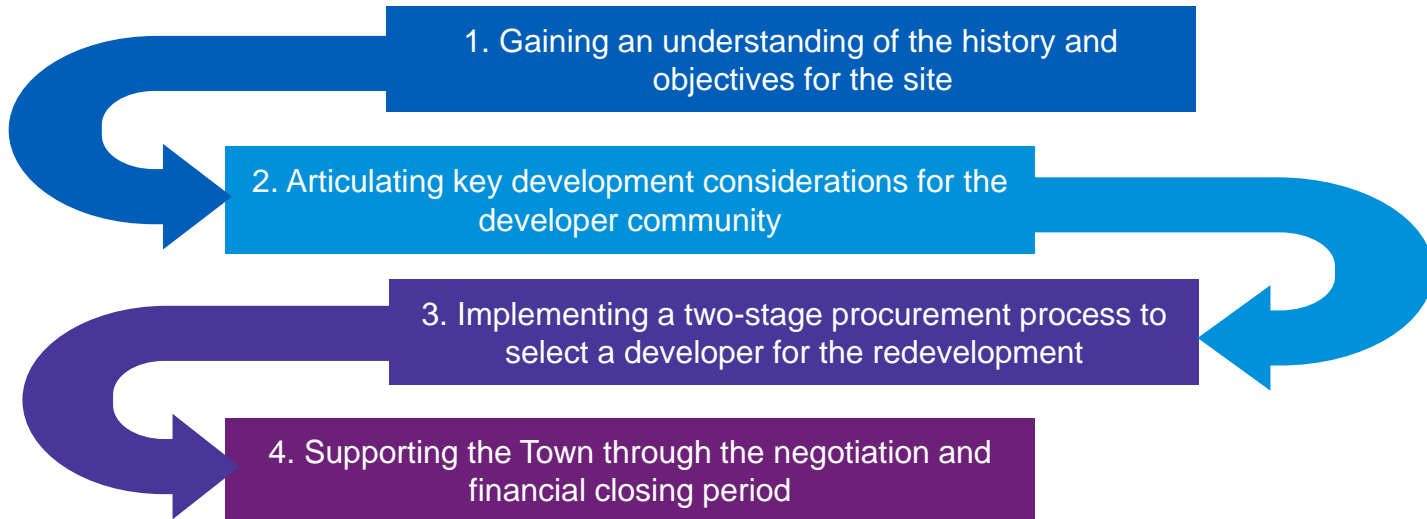 1. Gaining an understanding of the history and
objectives for the site
2. Articulating key development considerations for the
developer community
3. Implementing a two-stage procurement process to
select a developer for the redevelopment
4. Supporting the Town through the negotiation and
financial closing period